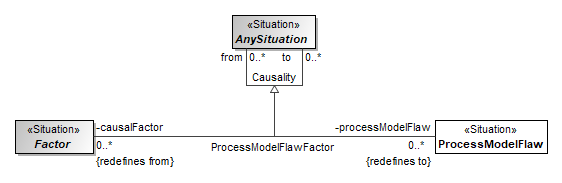 «Situation»
AnySituation
from 0..* to 0..*
Causality
«Situation»
Factor
-causalFactor
0..*
{redefines from}
ProcessModelFlawFactor
-processModelFlaw
0..*
{redefines to}
«Situation»
ProcessModelFlaw